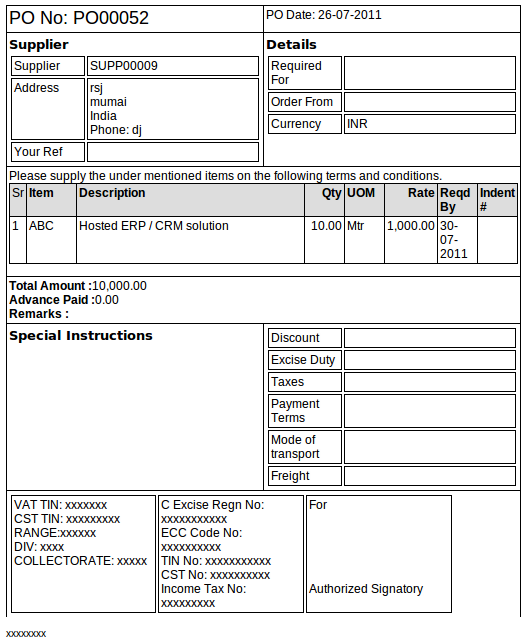 PO No: PO00052
PO Date: 26-07-2011
Supplier
Supplier SUPP00009
Address rsj
mumai
India
Phone: dj
Your Ref
Details
Required
For
Order From
Currency INR
Please supply the under mentioned items on the following terms and conditions.
Sr Item Description Qty UOM Rate Reqd Indent
By #
1 ABC Hosted ERP / CRM solution 10.00 Mtr 1,000.00 30-
07-
2011
Total Amount :10,000.00
Advance Paid :0.00
Remarks :
Special Instructions
Discount
Excise Duty
Taxes
Payment
Terms
Mode of
transport
Freight
VAT TIN: xxxxxxx
CST TIN: xxxxxxxxx
RANGE:xxxxxx
DIV: xxxx
COLLECTORATE: xxxxx
C Excise Regn No:
xxxxxxxxxxx
ECC Code No:
xxxxxxxxxx
TIN No: xxxxxxxxxxx
CST No: xxxxxxxxxx
Income Tax No:
xxxxxxxxx
For
Authorized Signatory
xxxxxxxx